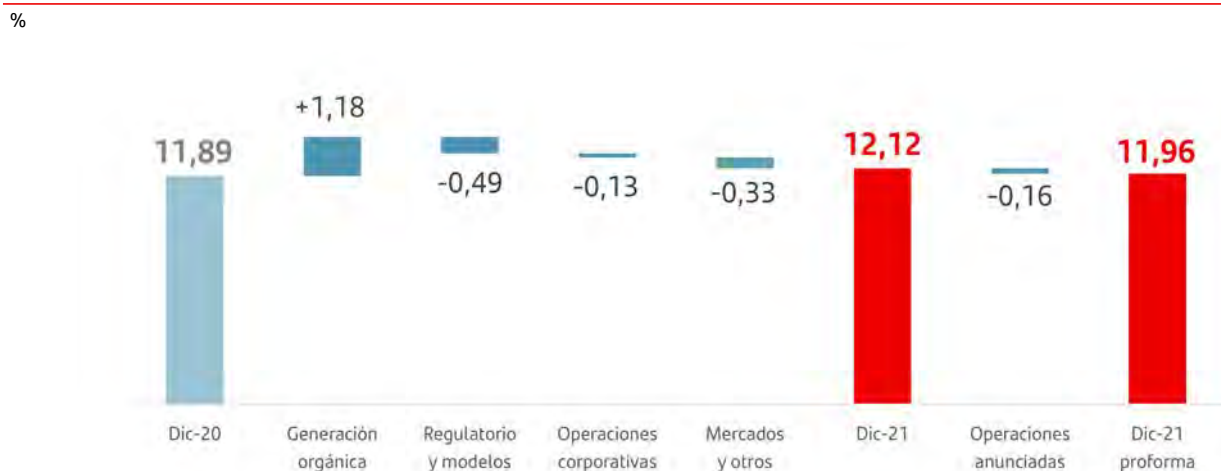 %
+1,18
11,89
-0,49
-0,13
-0,33
12,12
-0,16
11,96
Dic-20
Generación
orgánica
Regulatorio
y modelos
Operaciones
corporativas
Mercados
y otros
Dic-21
Operaciones
anunciadas
Dic-21
proforma